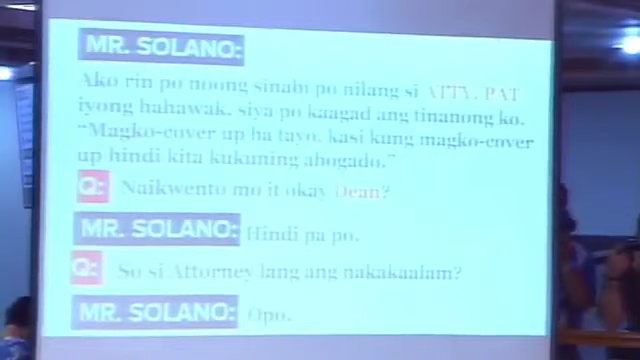 MR. SOLANO:
Ako rin po noong sinabi po nilang si ATTY. PAT
iyong hahawak, siya po kaagad ang tinanong ko.
"Magko-cover up ba tayo, kasi kung magko-cover
up hindi kita kukuning abogado."
Q: Naikwento mo it okay Dean?
MR. SOLANO: Hindi pa po.
Q: So si Attorney lang ang nakakaalam?
MR. SOLANO: Opo.